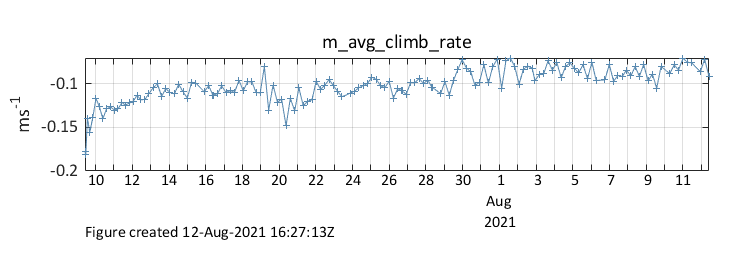 m_avg_climb_rate
ms-1
-0.1
-0.15
-0.2
10 12 14 16 18 20 22 24 26 28 30 1 3 5 7 9 11
Aug
2021
Figure created 12-Aug-2021 16:27:13Z